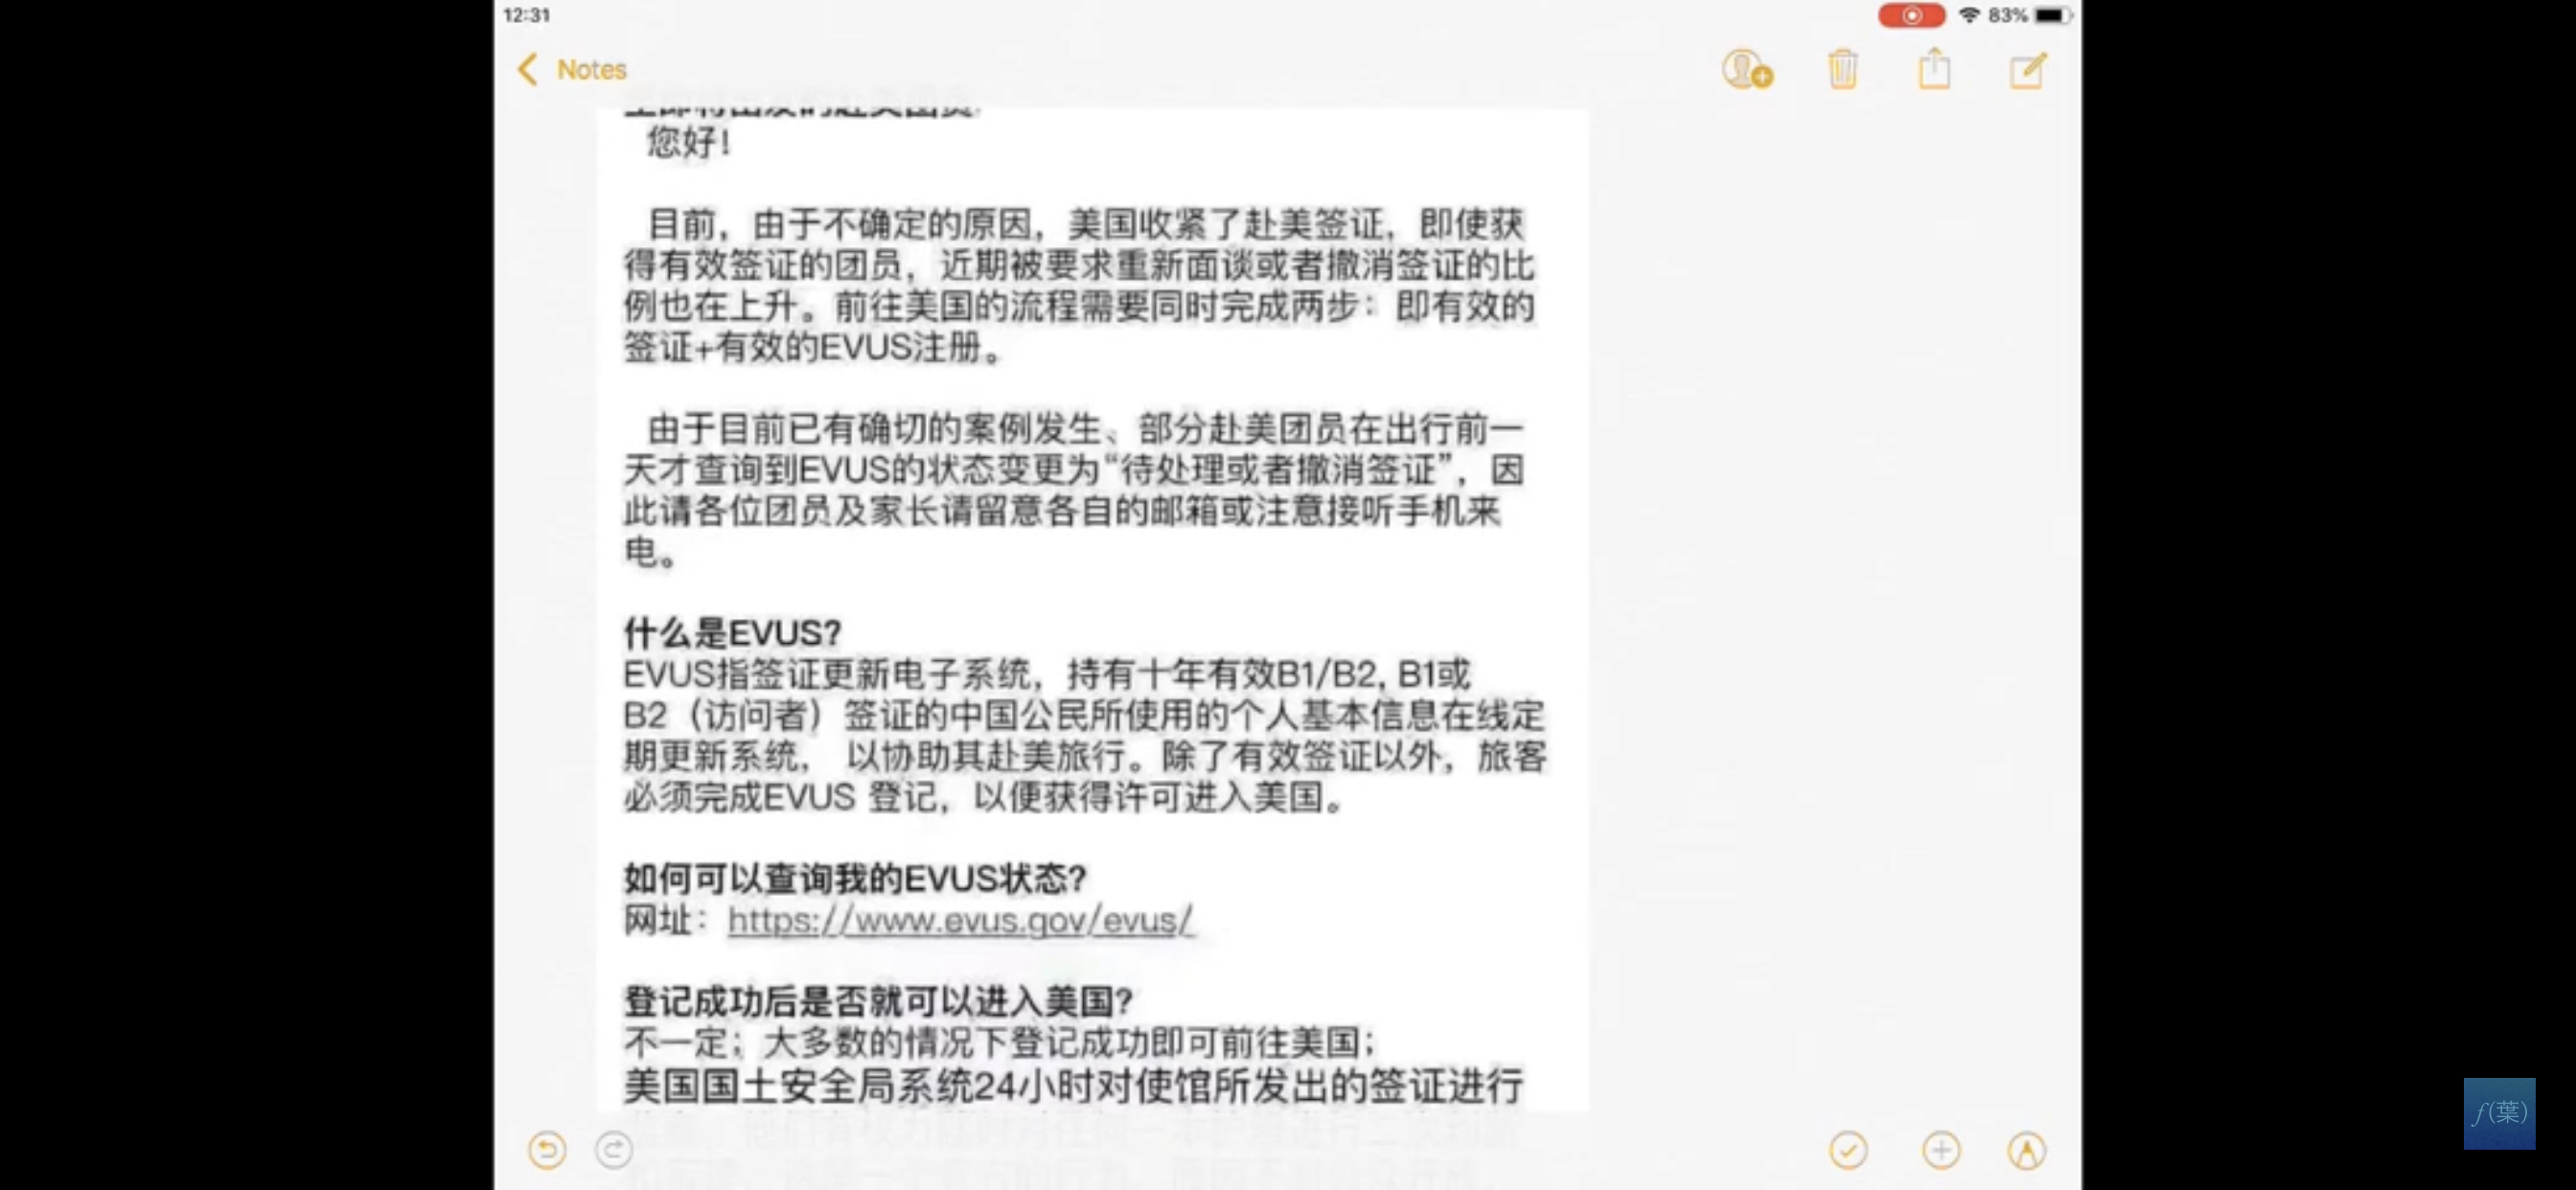 12:31
83%
Notes
您好!
目前，由于不确定的原因，美国收紧了赴美签证，即使获
得有效签证的团员，近期被要求重新面谈或者撤消签证的比
例也在上升。前往美国的流程需要同时完成两步：即有效的
签证+有效的EVUS注册。
由于目前已有确切的案例发生、部分赴美团员在出行前一
天才查询到EVUS的状态变更为“待处理或者撤消签证”，因
此请各位团员及家长请留意各自的邮箱或注意接听手机来
电。
什么是EVUS?
EVUS指签证更新电子系统，持有十年有效B1/B2, B1或
B2（访问者）签证的中国公民所使用的个人基本信息在线定
期更新系统， 以协助其赴美旅行。除了有效签证以外，旅客
必须完成EVUS 登记，以便获得许可进入美国。
如何可以查询我的EVUS状态?
网址：https://www.evus.gov/evus/
登记成功后是否就可以进入美国?
不一定；大多数的情况下登记成功即可前往美国；
美国国土安全局系统24小时对使馆所发出的签证进行
f(葉)